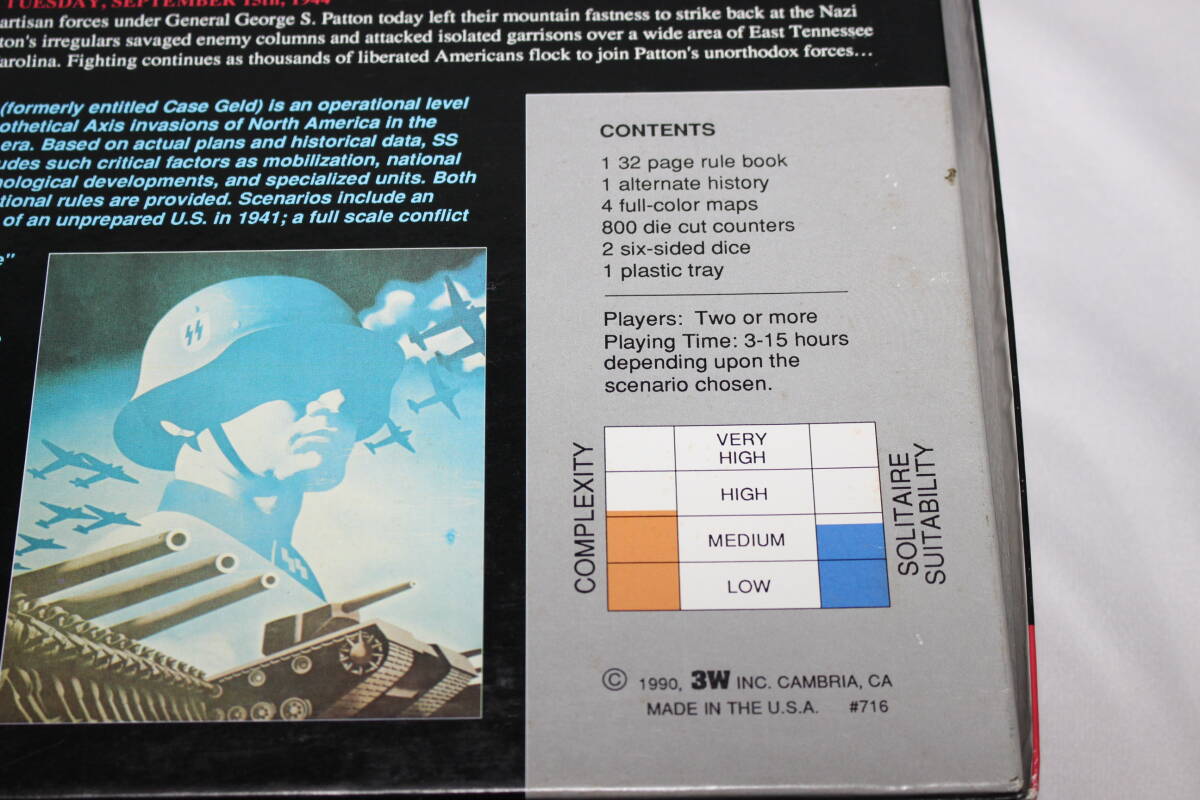 TUESDAY, SEPTEMBER 15th, 1944
artisan forces under General George S. Patton today left their mountain fastness to strike back at the Nazi
ton's irregulars savaged enemy columns and attacked isolated garrisons over a wide area of East Tennessee
arolina. Fighting continues as thousands of liberated Americans flock to join Patton's unorthodox forces...
(formerly entitled Case Geld) is an operational level
othetical Axis invasions of North America in the
era. Based on actual plans and historical data, SS
udes such critical factors as mobilization, national
nological developments, and specialized units. Both
tional rules are provided. Scenarios include an
of an unprepared U.S. in 1941; a full scale conflict
e"
CONTENTS
1 32 page rule book
1 alternate history
4 full-color maps
800 die cut counters
2 six-sided dice
1 plastic tray
Players: Two or more
Playing Time: 3-15 hours
depending upon the
scenario chosen.
COMPLEXITY
VERY
HIGH
HIGH
MEDIUM
LOW
SOLITAIRE
SUITABILITY
© 1990, 3W INC. CAMBRIA, CA
MADE IN THE U.S.A. #716